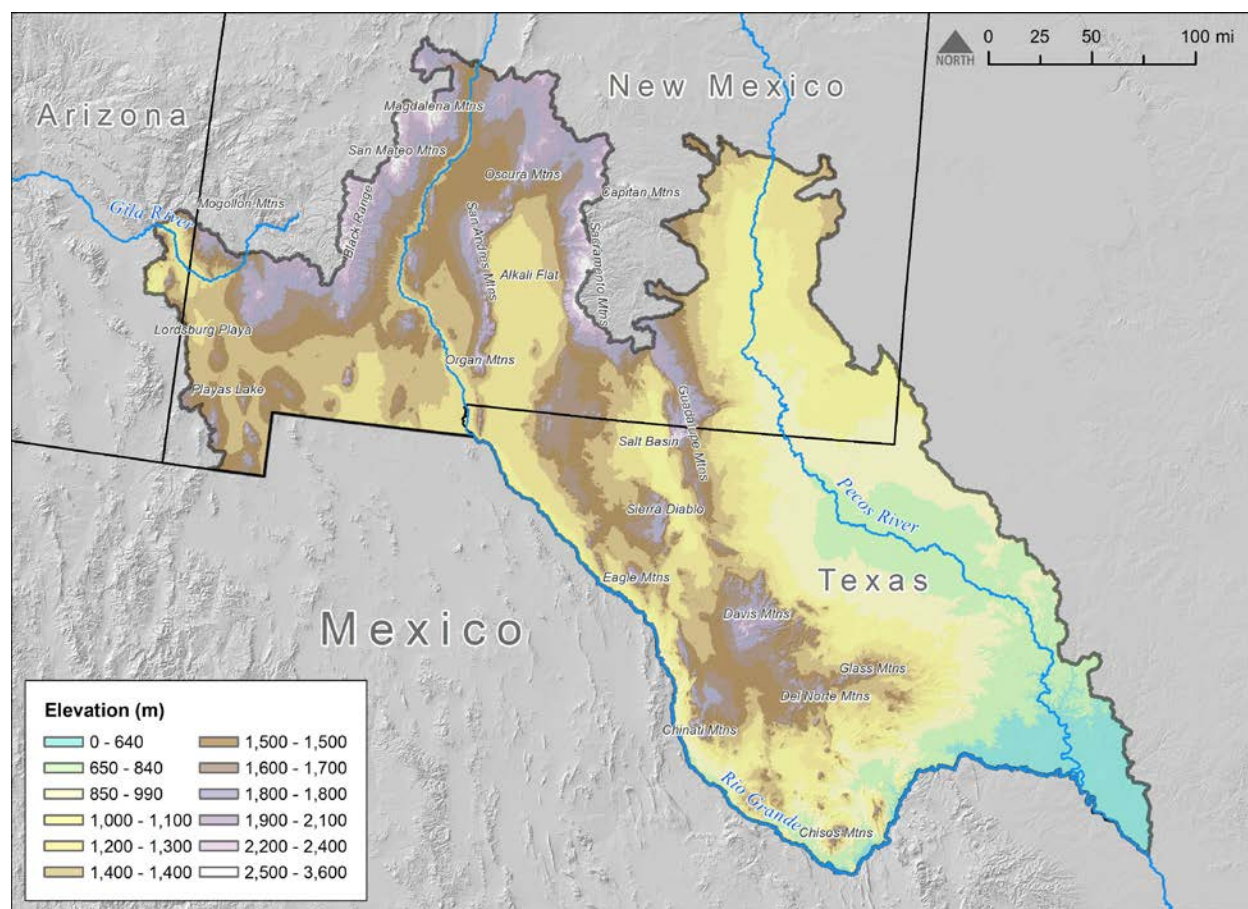 0 25 50 100 mi
NORTH
New Mexico
Arizona
Magdalena Mtns
San Mateo Mtns
Oscura Mtns
Capitan Mtns
Mogollon Mtns
Gila River
Black Range
San Andres Mtns
Sacramento Mtns
Alkali Flat
Lordsburg Playa
Organ Mtns
Playas Lake
Guadalupe Mtns
Salt Basin
Sierra Diablo
Pecos River
Eagle Mtns
Texas
Davis Mtns
Mexico
Glass Mtns
Del Norte Mtns
Chinati Mtns
Rio Grande
Chisos Mtns
Elevation (m)
0 - 640
650 - 840
850 - 990
1,000 - 1,100
1,200 - 1,300
1,400 - 1,400
1,500 - 1,500
1,600 - 1,700
1,800 - 1,800
1,900 - 2,100
2,200 - 2,400
2,500 - 3,600